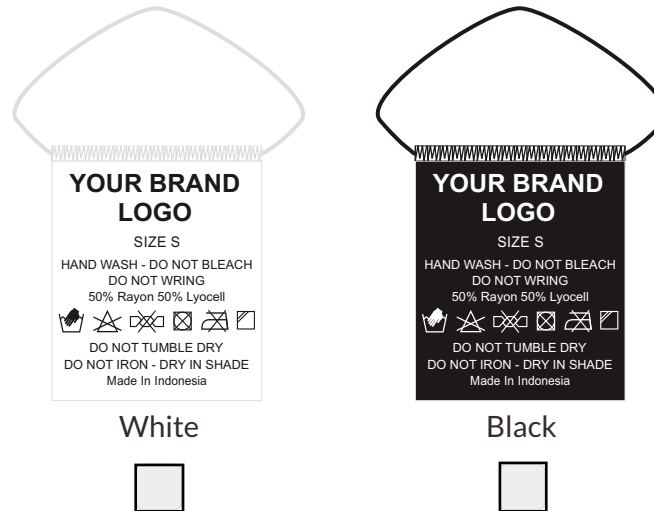 YOUR BRAND
LOGO
SIZE S
HAND WASH - DO NOT BLEACH
DO NOT WRING
50% Rayon 50% Lyocell
DO NOT TUMBLE DRY
DO NOT IRON - DRY IN SHADE
Made In Indonesia
White
YOUR BRAND
LOGO
SIZE S
HAND WASH - DO NOT BLEACH
DO NOT WRING
50% Rayon 50% Lyocell
DO NOT TUMBLE DRY
DO NOT IRON - DRY IN SHADE
Made In Indonesia
Black